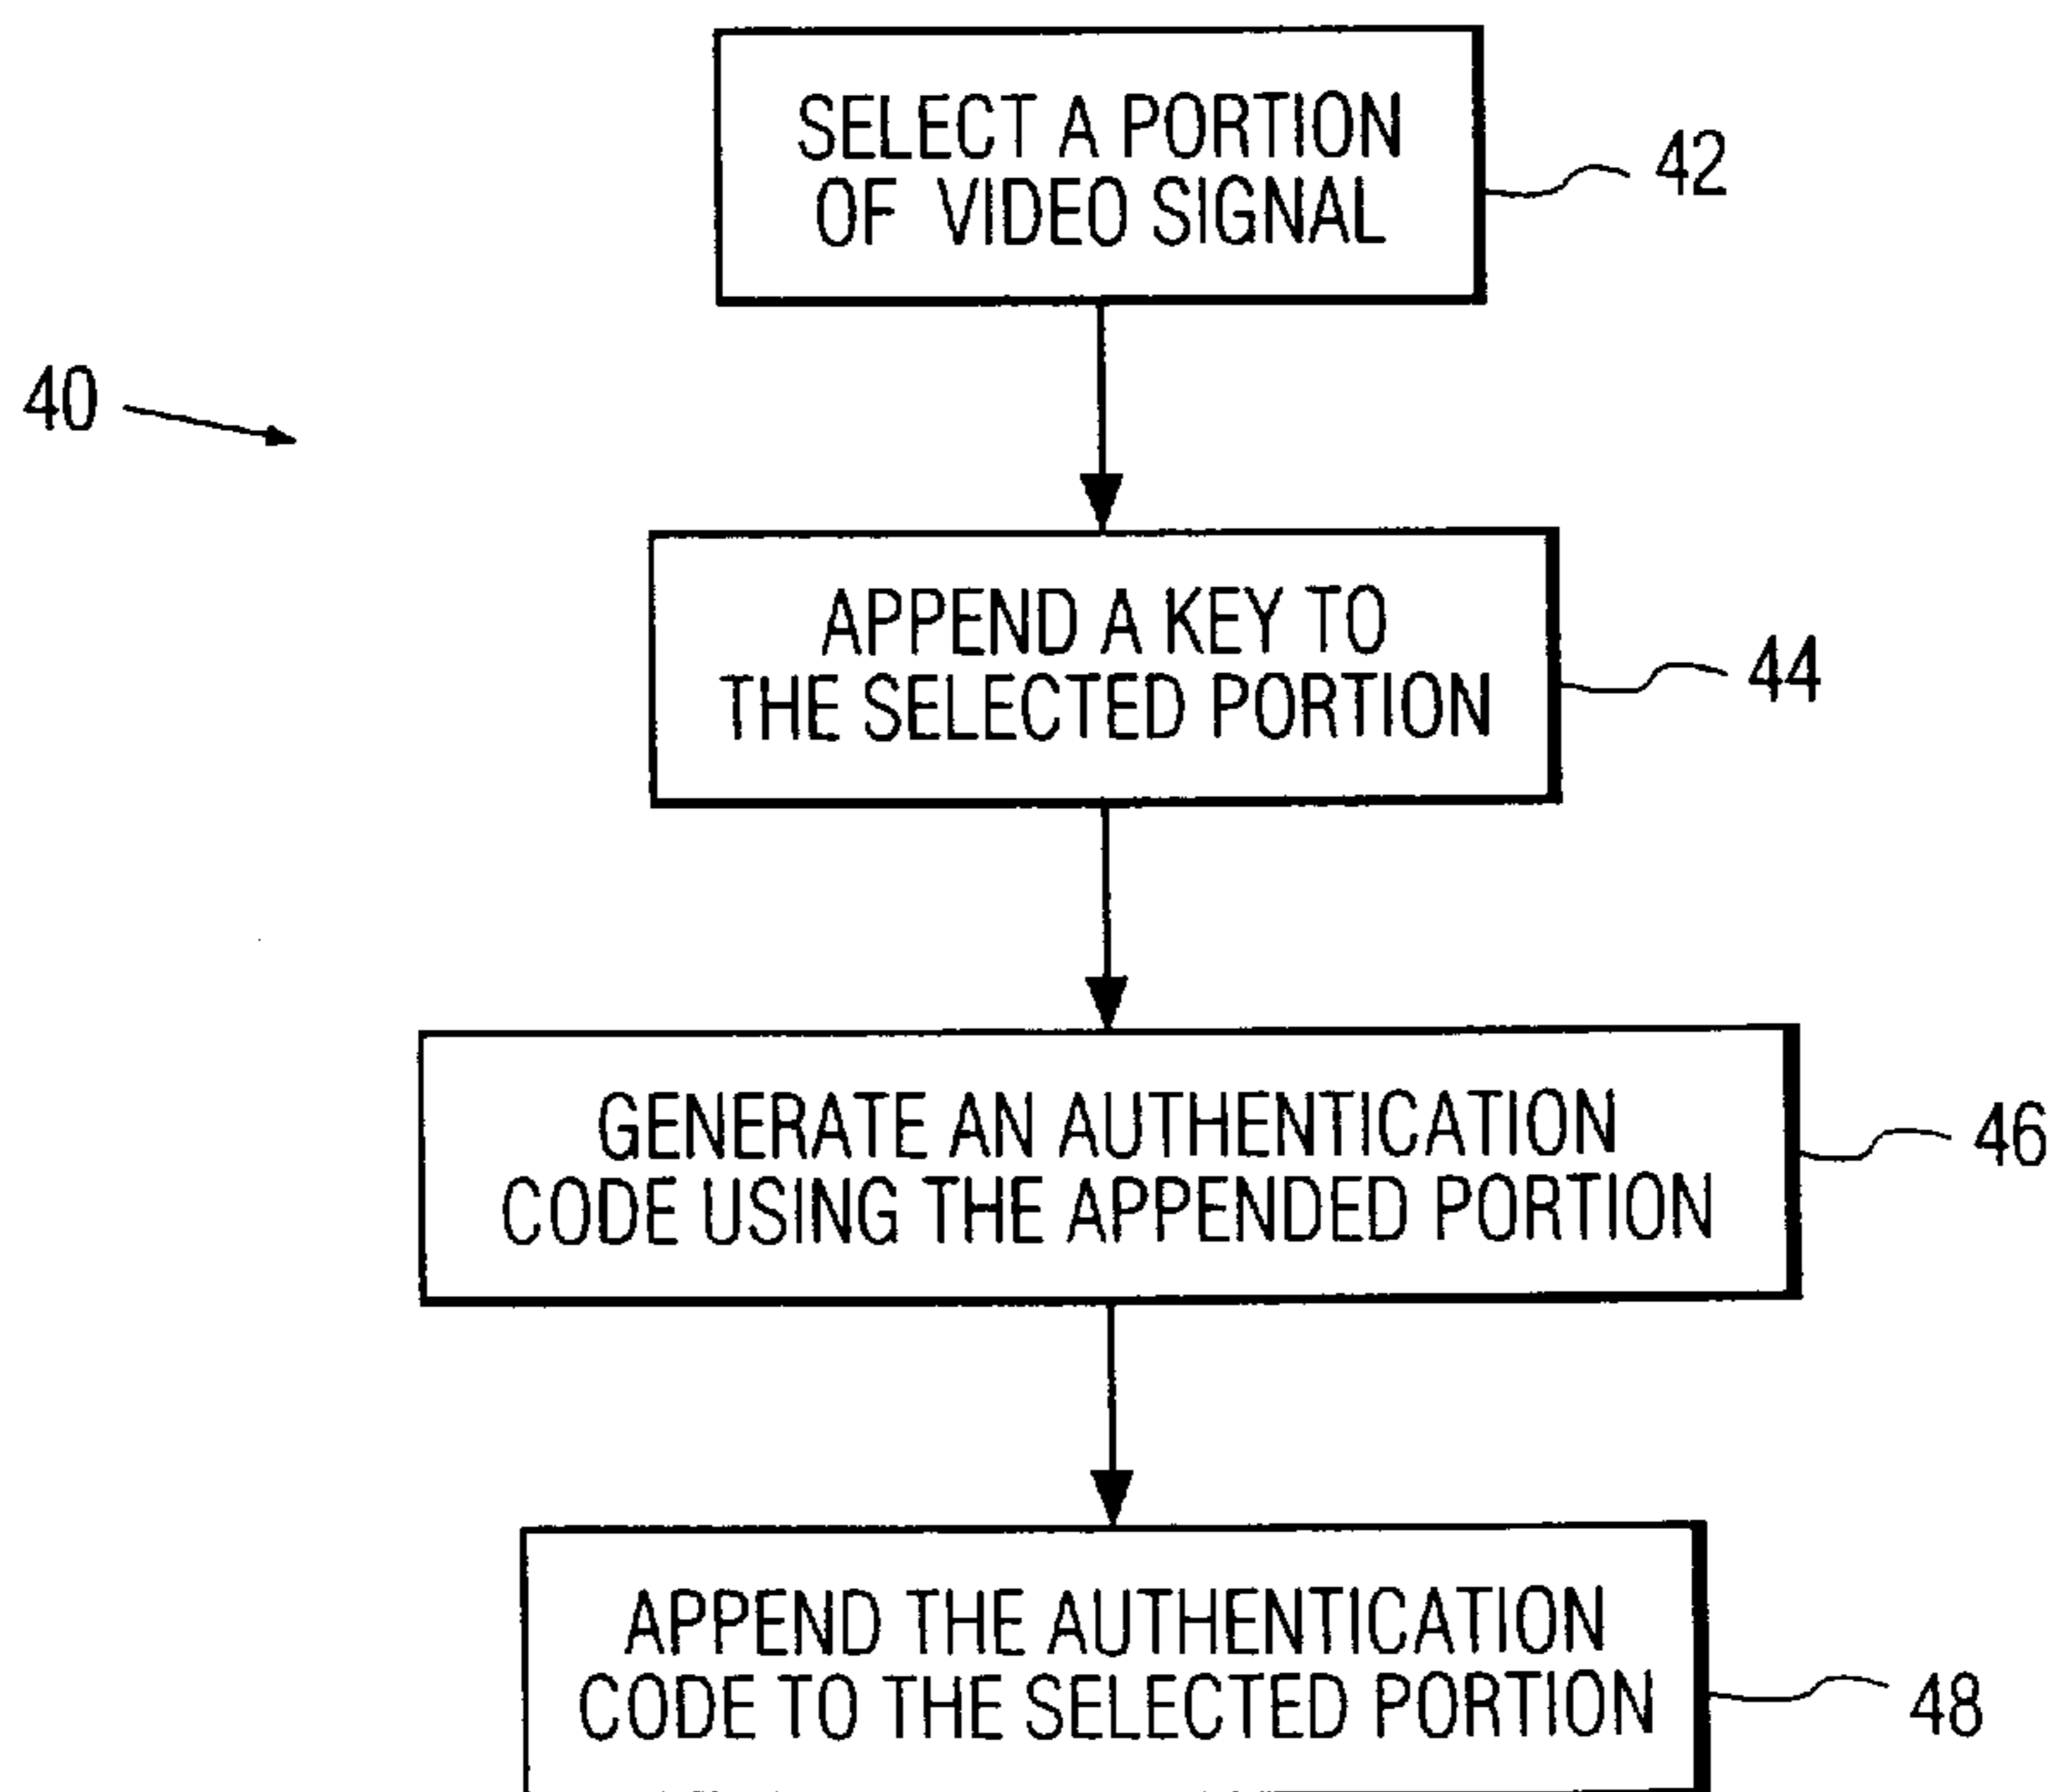 SELECT A PORTION
OF VIDEO SIGNAL
42
40
APPEND A KEY TO
THE SELECTED PORTION
44
GENERATE AN AUTHENTICATION
CODE USING THE APPENDED PORTION
46
APPEND THE AUTHENTICATION
CODE TO THE SELECTED PORTION
48